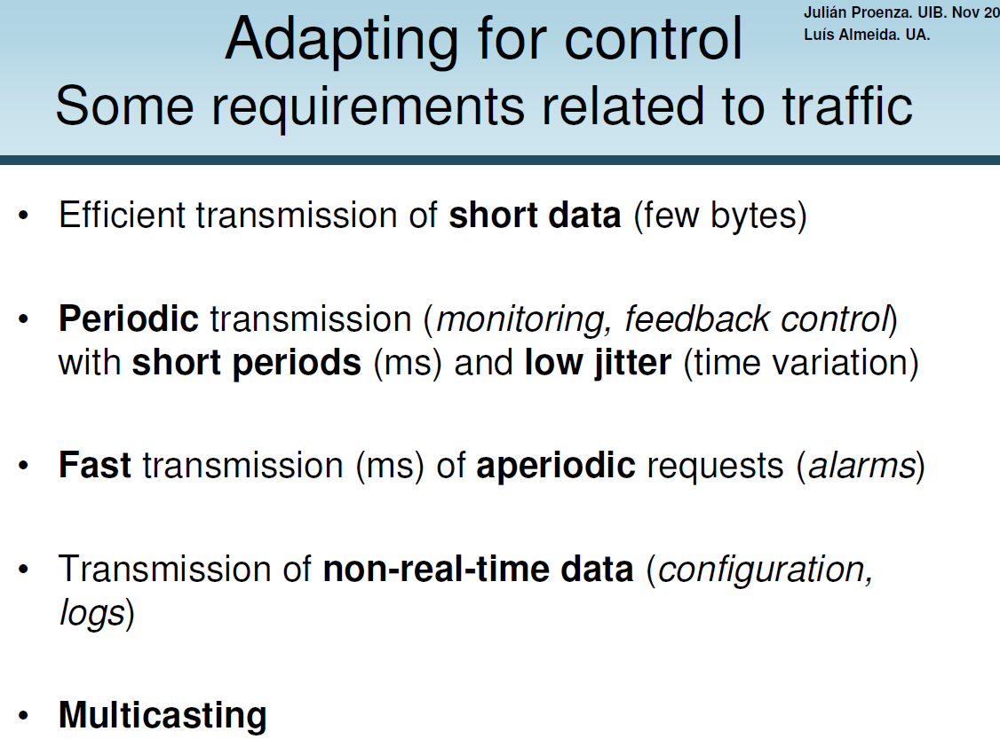 Julián Proenza. UIB. Nov 20
Luís Almeida. UA.
Adapting for control
Some requirements related to traffic
• Efficient transmission of short data (few bytes)
• Periodic transmission (monitoring, feedback control)
with short periods (ms) and low jitter (time variation)
• Fast transmission (ms) of aperiodic requests (alarms)
• Transmission of non-real-time data (configuration,
logs)
• Multicasting